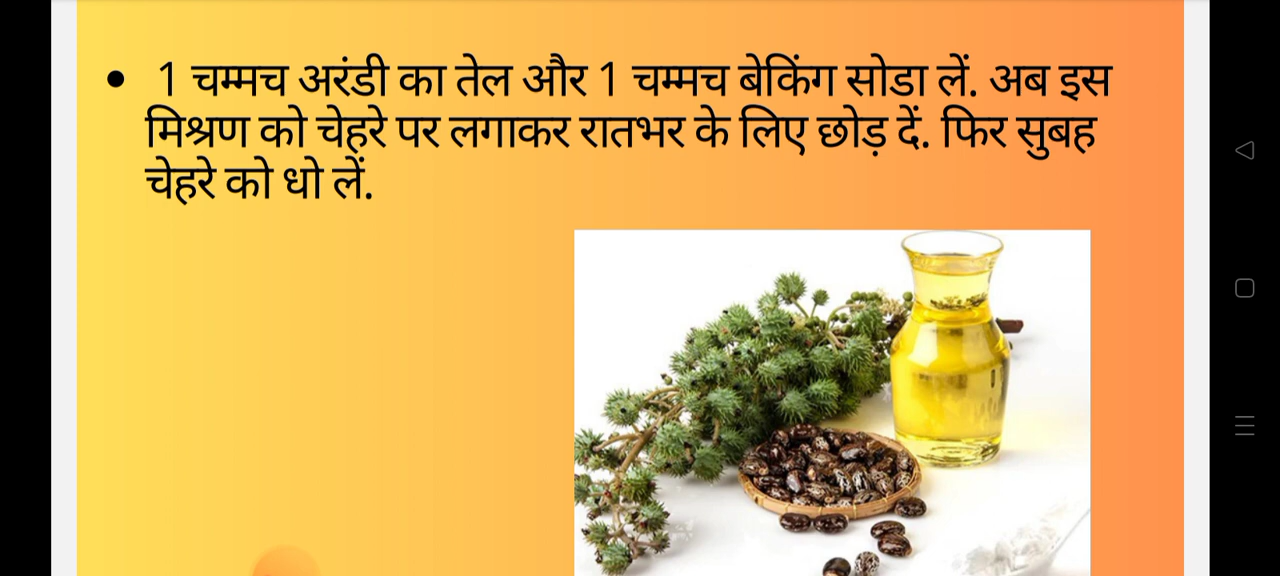 • 1 चम्मच अरंडी का तेल और 1 चम्मच बेकिंग सोडा लें. अब इस
मिश्रण को चेहरे पर लगाकर रातभर के लिए छोड़ दें. फिर सुबह
चेहरे को धो लें.